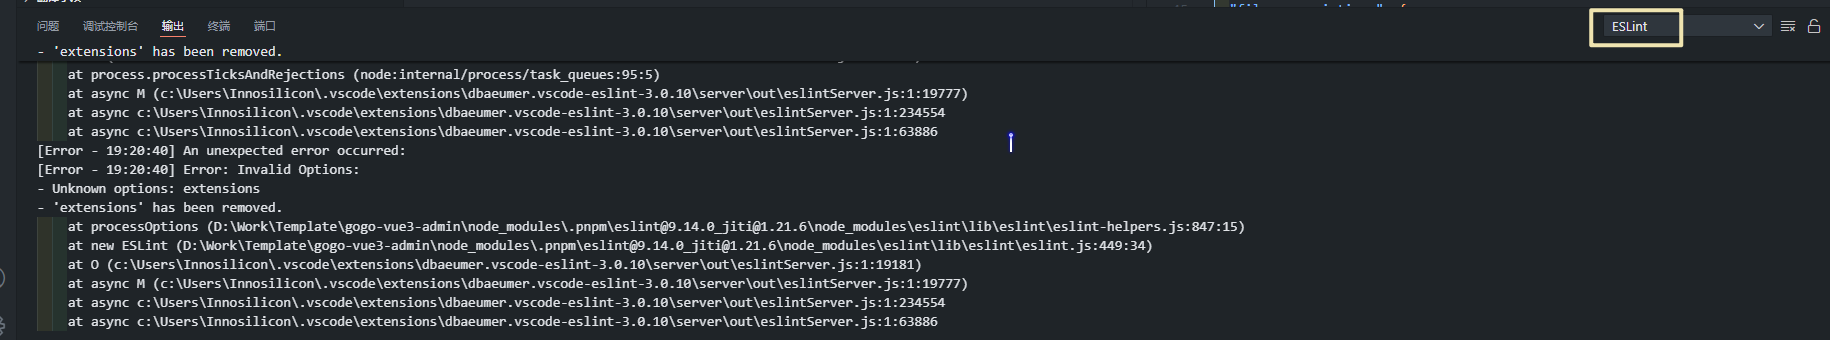 问题 调试控制台 输出 终端 端口 ESLint
- 'extensions' has been removed.
at process.processTicksAndRejections (node:internal/process/task_queues:95:5)
at async M (c:\Users\Innosilicon\.vscode\extensions\dbaeumer.vscode-eslint-3.0.10\server\out\eslintServer.js:1:19777)
at async c:\Users\Innosilicon\.vscode\extensions\dbaeumer.vscode-eslint-3.0.10\server\out\eslintServer.js:1:234554
at async c:\Users\Innosilicon\.vscode\extensions\dbaeumer.vscode-eslint-3.0.10\server\out\eslintServer.js:1:63886
[Error - 19:20:40] An unexpected error occurred:
[Error - 19:20:40] Error: Invalid Options:
- Unknown options: extensions
- 'extensions' has been removed.
at processOptions (D:\Work\Template\gogo-vue3-admin\node_modules\.pnpm\eslint@9.14.0_jiti@1.21.6\node_modules\eslint\lib\eslint\eslint-helpers.js:847:15)
at new ESLint (D:\Work\Template\gogo-vue3-admin\node_modules\.pnpm\eslint@9.14.0_jiti@1.21.6\node_modules\eslint\lib\eslint\eslint.js:449:34)
at O (c:\Users\Innosilicon\.vscode\extensions\dbaeumer.vscode-eslint-3.0.10\server\out\eslintServer.js:1:19181)
at async M (c:\Users\Innosilicon\.vscode\extensions\dbaeumer.vscode-eslint-3.0.10\server\out\eslintServer.js:1:19777)
at async c:\Users\Innosilicon\.vscode\extensions\dbaeumer.vscode-eslint-3.0.10\server\out\eslintServer.js:1:234554
at async c:\Users\Innosilicon\.vscode\extensions\dbaeumer.vscode-eslint-3.0.10\server\out\eslintServer.js:1:63886